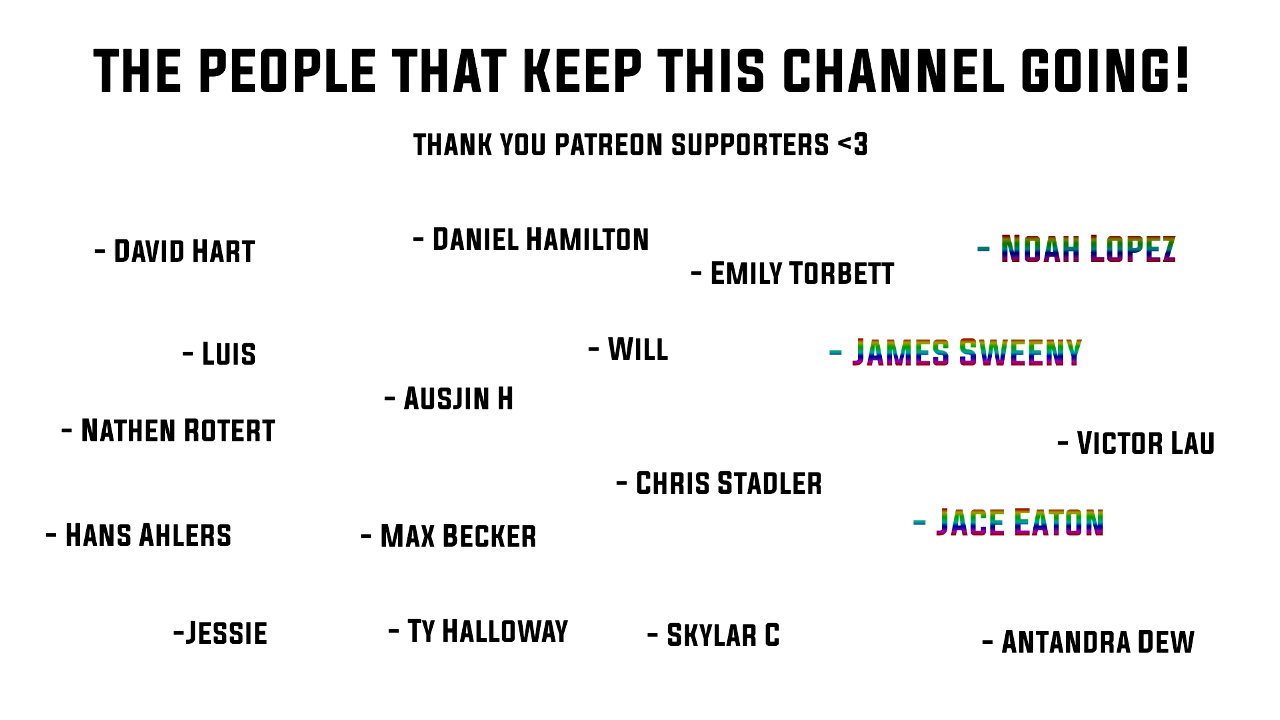 THE PEOPLE THAT KEEP THIS CHANNEL GOING!
THANK YOU PATREON SUPPORTERS <3
- DAVID HART
- DANIEL HAMILTON
- EMILY TORBETT
- NOAH LOPEZ
- LUIS
- WILL
- JAMES SWEENY
- AUSJIN H
- NATHEN ROTERT
- VICTOR LAU
- CHRIS STADLER
- HANS AHLERS
- MAX BECKER
- JACE EATON
-JESSIE
- TY HALLOWAY
- SKYLAR C
- ANTANDRA DEW